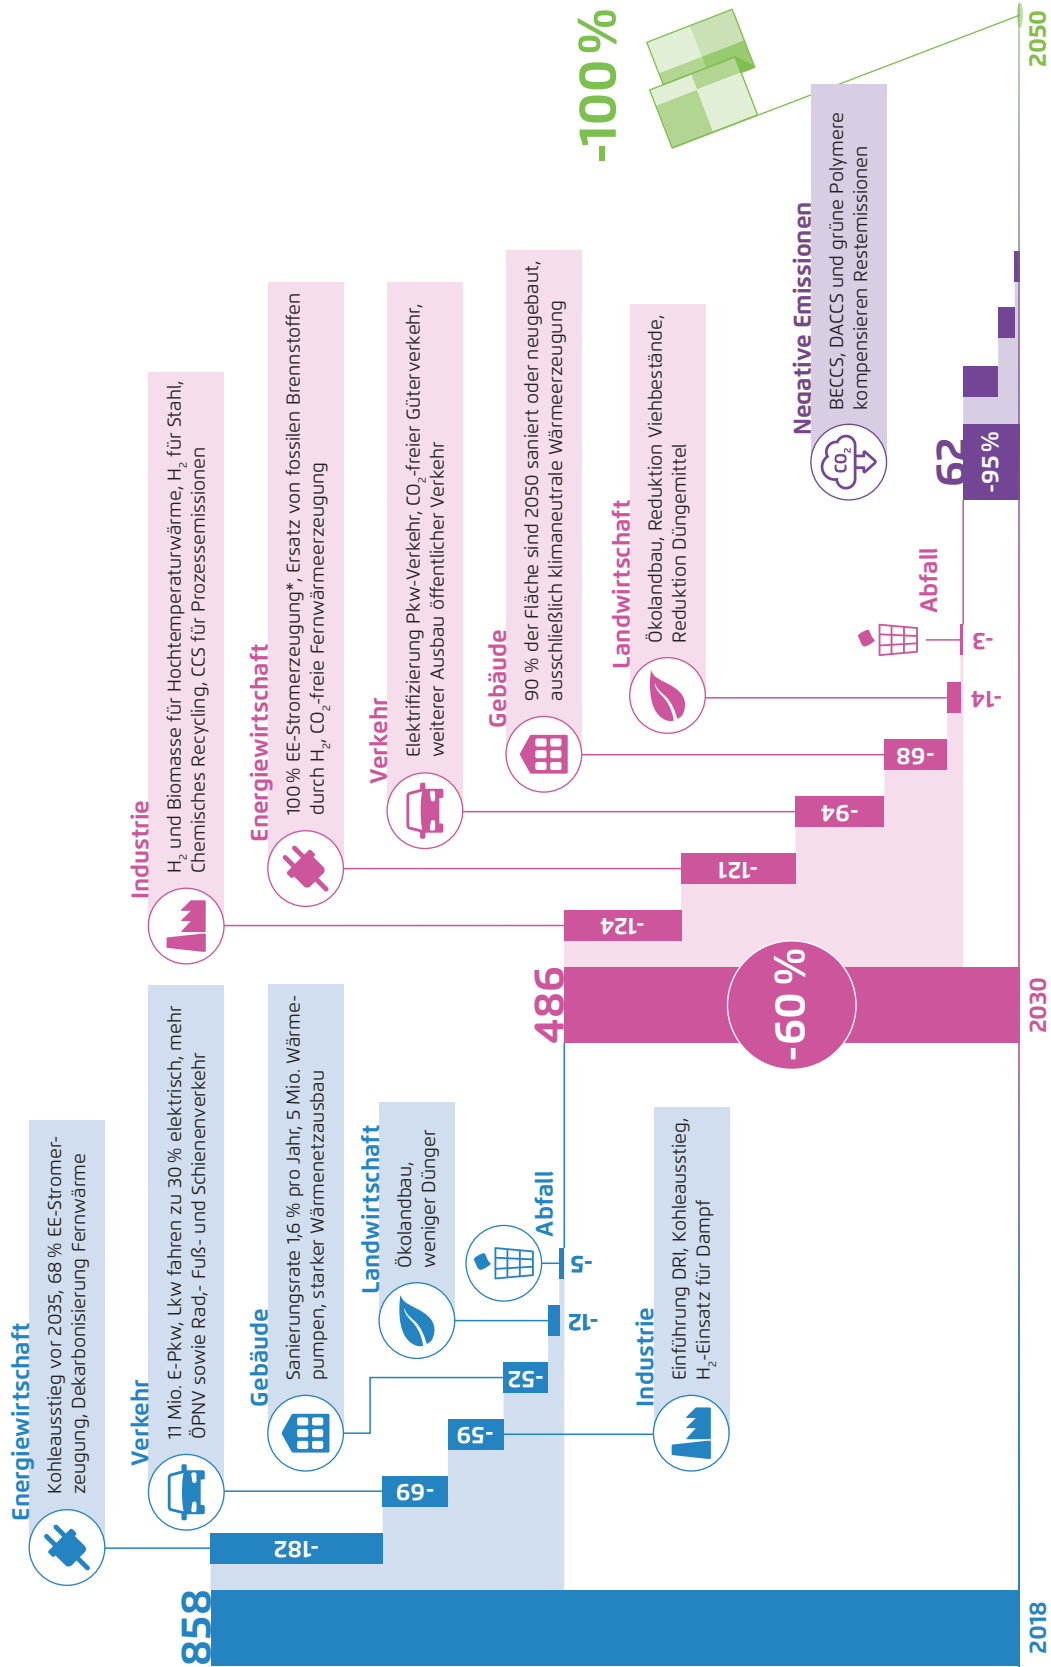 858
2018
Energiewirtschaft
Kohleausstieg vor 2035, 68 % EE-Stromer-
zeugung, Dekarbonisierung Fernwärme
-182
Verkehr
11 Mio. E-Pkw, Lkw fahren zu 30 % elektrisch, mehr
ÖPNV sowie Rad,- Fuß- und Schienenverkehr
-69
Industrie
Einführung DRI, Kohleausstieg,
H₂-Einsatz für Dampf
-59
Gebäude
Sanierungsrate 1,6 % pro Jahr, 5 Mio. Wärme-
pumpen, starker Wärmenetzausbau
-52
Landwirtschaft
Ökolandbau,
weniger Dünger
-12
Abfall
-5
486
-60 %
2030
Industrie
H₂ und Biomasse für Hochtemperaturwärme, H₂ für Stahl,
Chemisches Recycling, CCS für Prozessemissionen
-124
Energiewirtschaft
100 % EE-Stromerzeugung*, Ersatz von fossilen Brennstoffen
durch H₂, CO₂-freie Fernwärmeerzeugung
-121
Verkehr
Elektrifizierung Pkw-Verkehr, CO₂-freier Güterverkehr,
weiterer Ausbau öffentlicher Verkehr
-94
Gebäude
90 % der Fläche sind 2050 saniert oder neugebaut,
ausschließlich klimaneutrale Wärmeerzeugung
-68
Landwirtschaft
Ökolandbau, Reduktion Viehbestände,
Reduktion Düngemittel
-14
Abfall
-3
62
-95 %
Negative Emissionen
CO₂
BECCS, DACCS und grüne Polymere
kompensieren Restemissionen
-100 %
2050